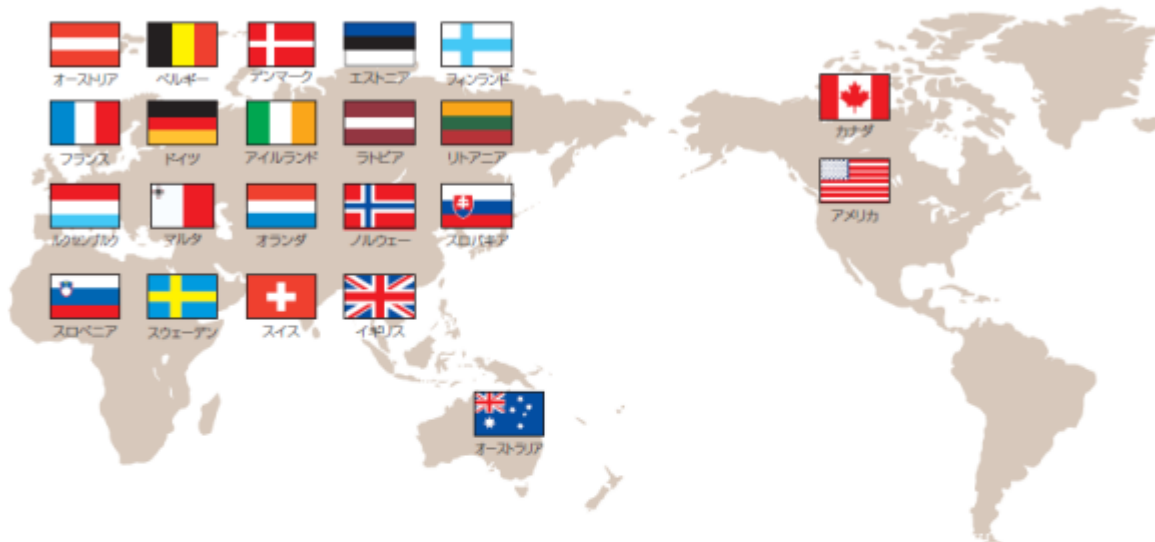 オーストリア
ベルギー
デンマーク
エストニア
フィンランド
フランス
ドイツ
アイルランド
ラトビア
リトアニア
ルクセンブルク
マルタ
オランダ
ノルウェー
スロバキア
スロベニア
スウェーデン
スイス
イギリス
カナダ
アメリカ
オーストラリア